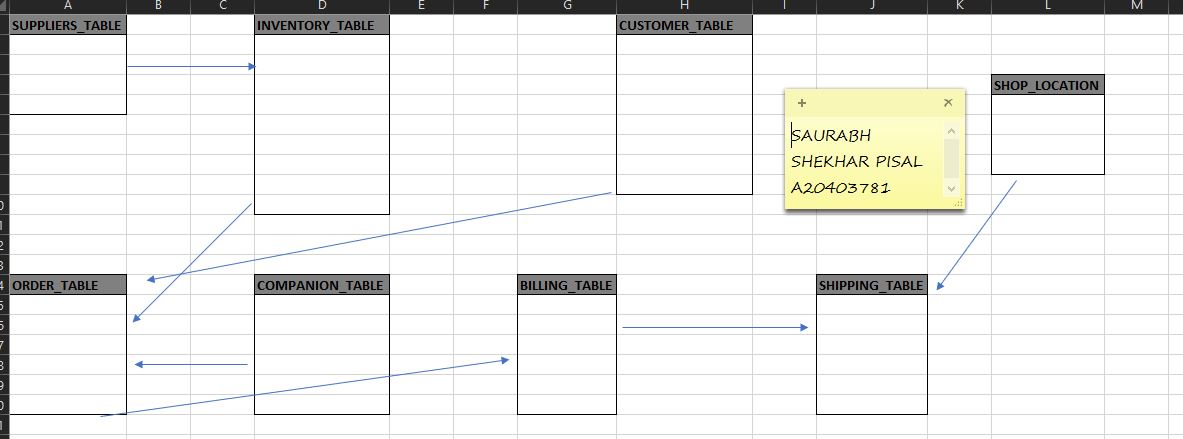 A B C D E F G H I J K L M
SUPPLIERS_TABLE INVENTORY_TABLE CUSTOMER_TABLE
SHOP_LOCATION
+ ×
SAURABH
SHEKHAR PISAL
A20403781
ORDER_TABLE COMPANION_TABLE BILLING_TABLE SHIPPING_TABLE